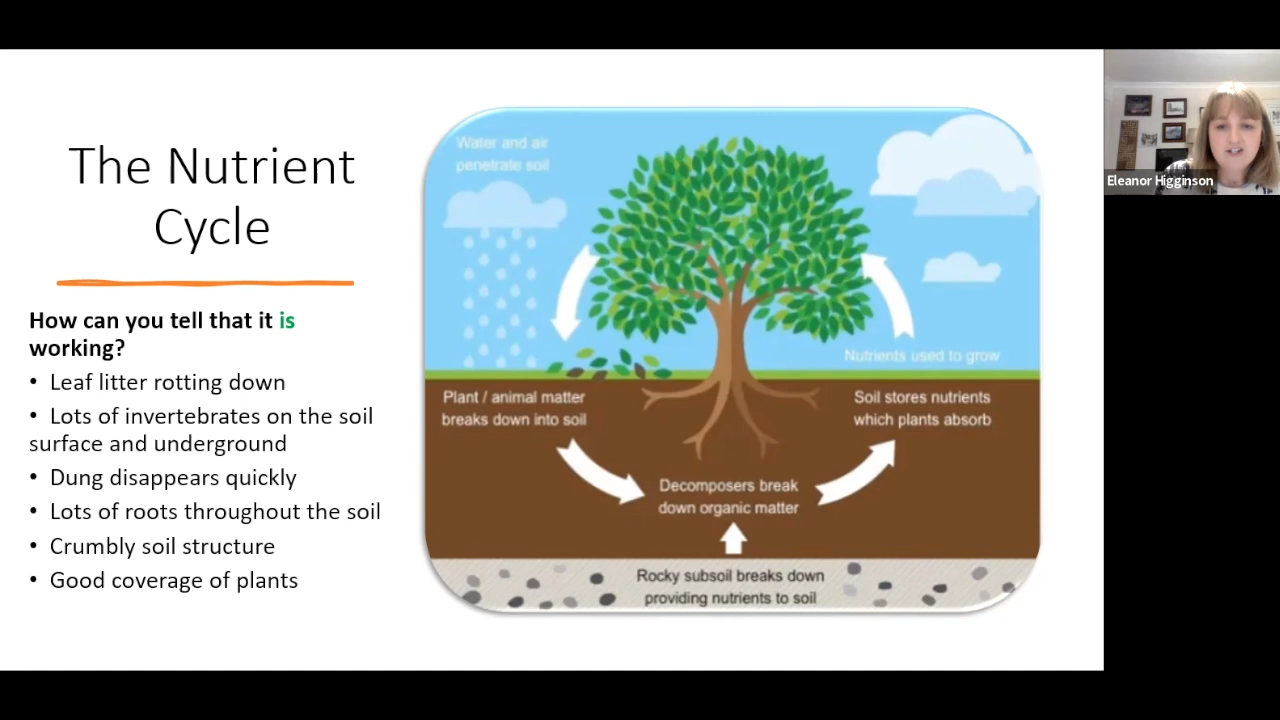 The Nutrient
Cycle
How can you tell that it is
working?
• Leaf litter rotting down
• Lots of invertebrates on the soil
surface and underground
• Dung disappears quickly
• Lots of roots throughout the soil
• Crumbly soil structure
• Good coverage of plants
Water and air
penetrate soil
Nutrients used to grow
Plant / animal matter
breaks down into soil
Soil stores nutrients
which plants absorb
Decomposers break
down organic matter
Rocky subsoil breaks down
providing nutrients to soil
Eleanor Higginson